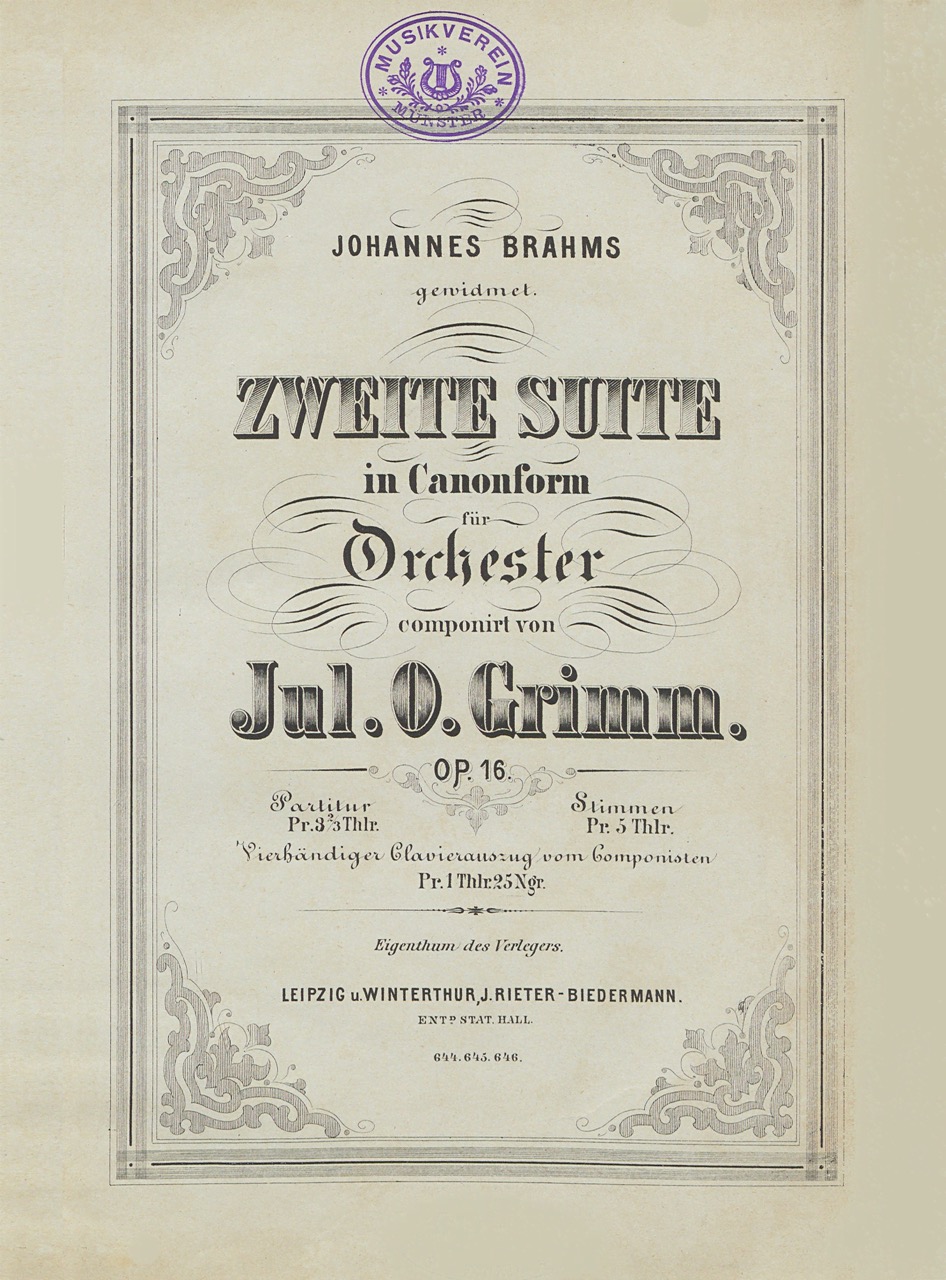 MUSIKVEREIN
MÜNSTER
JOHANNES BRAHMS
gewidmet.
ZWEITE SUITE
in Canonform
für
Orchester
componirt von
Jul. O. Grimm.
OP. 16.
Partitur
Pr. 3 2/3 Thlr.
Stimmen
Pr. 5 Thlr.
Vierhändiger Clavierauszug vom Componisten
Pr. 1 Thlr. 25 Ngr.
Eigenthum des Verlegers.
LEIPZIG u. WINTERTHUR, J. RIETER-BIEDERMANN.
ENTD STAT. HALL.
644. 645. 646.